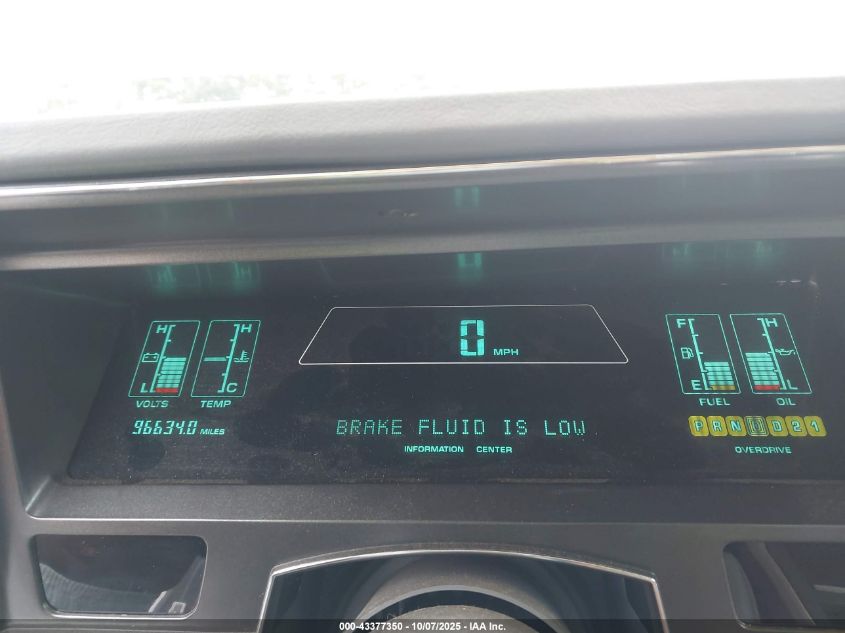 H H
L C
VOLTS TEMP
0 MPH
F H
E L
FUEL OIL
96634.0 MILES
BRAKE FLUID IS LOW
INFORMATION CENTER
P R N D D 2 1
OVERDRIVE
000-43377350 - 10/07/2025 - IAA Inc.